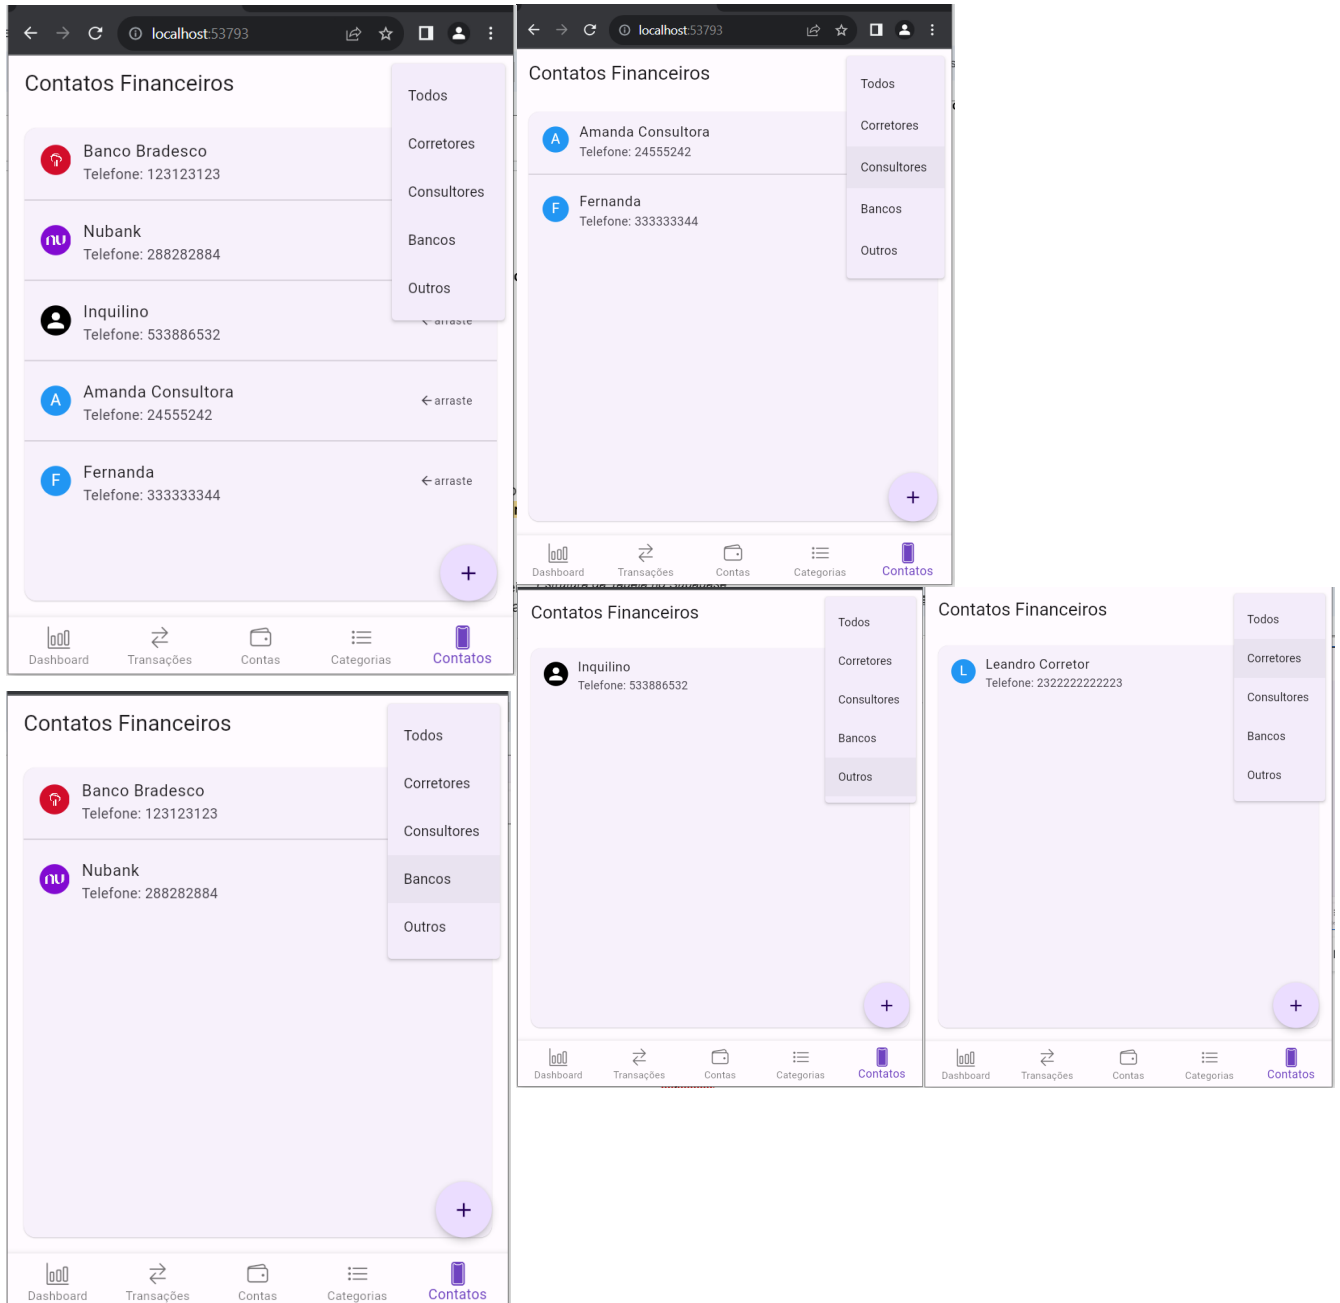 localhost:53793
Contatos Financeiros
Todos
Corretores
Consultores
Bancos
Outros
Banco Bradesco
Telefone: 123123123
nu
Nubank
Telefone: 288282884
Inquilino
Telefone: 533886532
arraste
A
Amanda Consultora
Telefone: 24555242
arraste
F
Fernanda
Telefone: 333333344
arraste
+
Dashboard
Transações
Contas
Categorias
Contatos
localhost:53793
Contatos Financeiros
Todos
Corretores
Consultores
Bancos
Outros
A
Amanda Consultora
Telefone: 24555242
F
Fernanda
Telefone: 333333344
+
Dashboard
Transações
Contas
Categorias
Contatos
Contatos Financeiros
Todos
Corretores
Consultores
Bancos
Outros
Inquilino
Telefone: 533886532
+
Dashboard
Transações
Contas
Categorias
Contatos
Contatos Financeiros
Todos
Corretores
Consultores
Bancos
Outros
L
Leandro Corretor
Telefone: 2322222222223
+
Dashboard
Transações
Contas
Categorias
Contatos
Contatos Financeiros
Todos
Corretores
Consultores
Bancos
Outros
Banco Bradesco
Telefone: 123123123
nu
Nubank
Telefone: 288282884
+
Dashboard
Transações
Contas
Categorias
Contatos